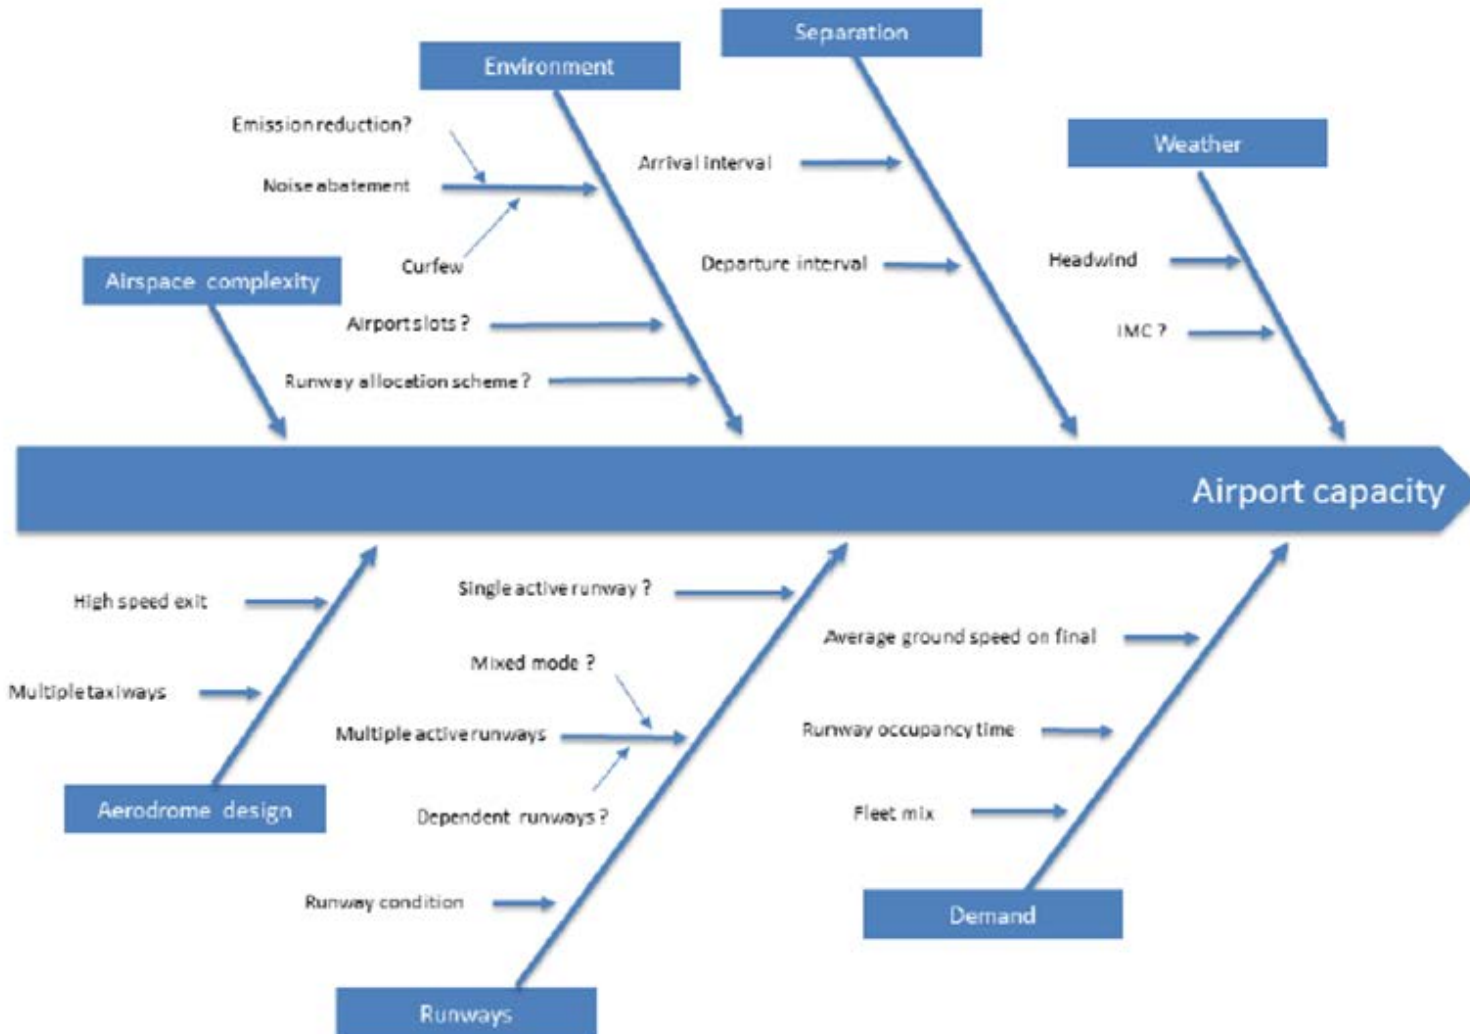 Separation
Environment
Emission reduction?
Weather
Arrival interval
Noise abatement
Curfew
Departure interval
Headwind
Airspace complexity
Airport slots ?
IMC ?
Runway allocation scheme ?
Airport capacity
High speed exit
Single active runway ?
Average ground speed on final
Mixed mode ?
Multiple taxiways
Multiple active runways
Runway occupancy time
Aerodrome design
Dependent runways ?
Fleet mix
Runway condition
Demand
Runways